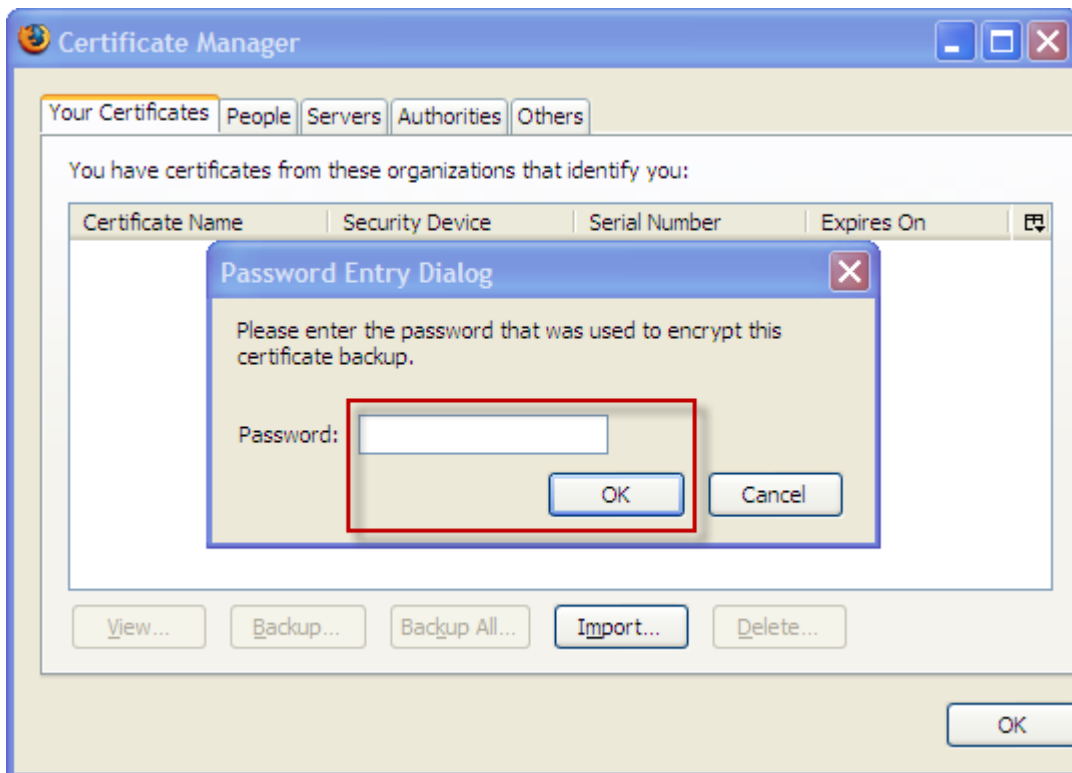 Certificate Manager
Your Certificates People Servers Authorities Others
You have certificates from these organizations that identify you:
Certificate Name Security Device Serial Number Expires On
Password Entry Dialog
Please enter the password that was used to encrypt this
certificate backup.
Password:
OK Cancel
View... Backup... Backup All... Import... Delete...
OK